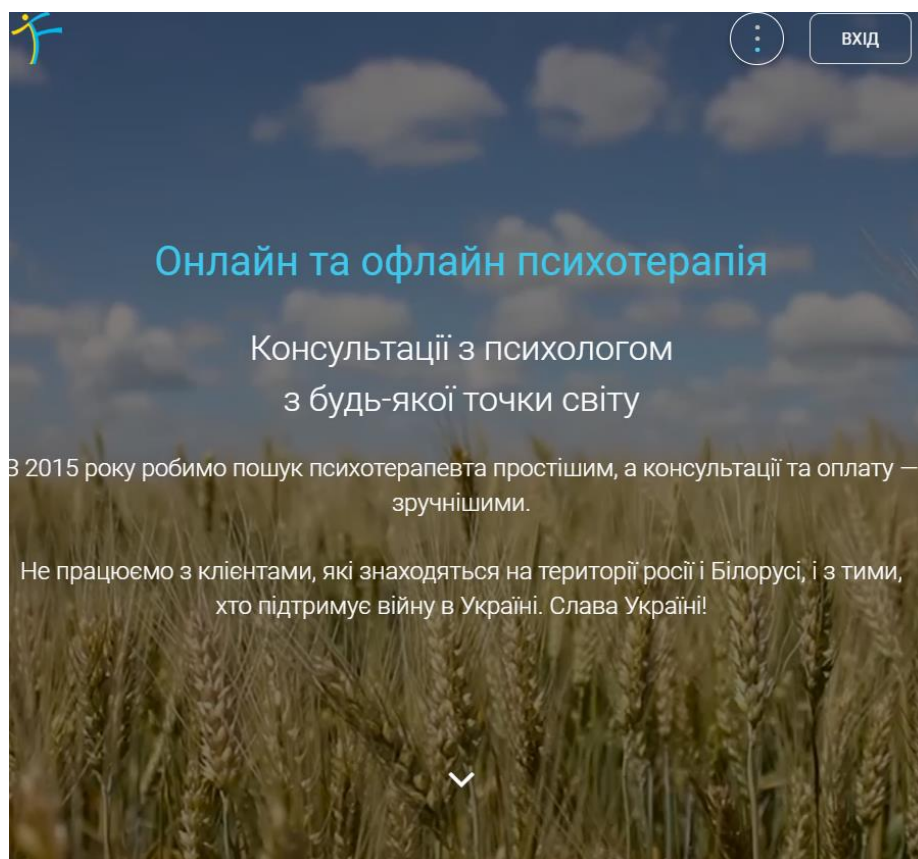 ВХІД
Онлайн та офлайн психотерапія
Консультації з психологом
з будь-якої точки світу
З 2015 року робимо пошук психотерапевта простішим, а консультації та оплату —
зручнішими.
Не працюємо з клієнтами, які знаходяться на території росії і Білорусі, і з тими,
хто підтримує війну в Україні. Слава Україні!